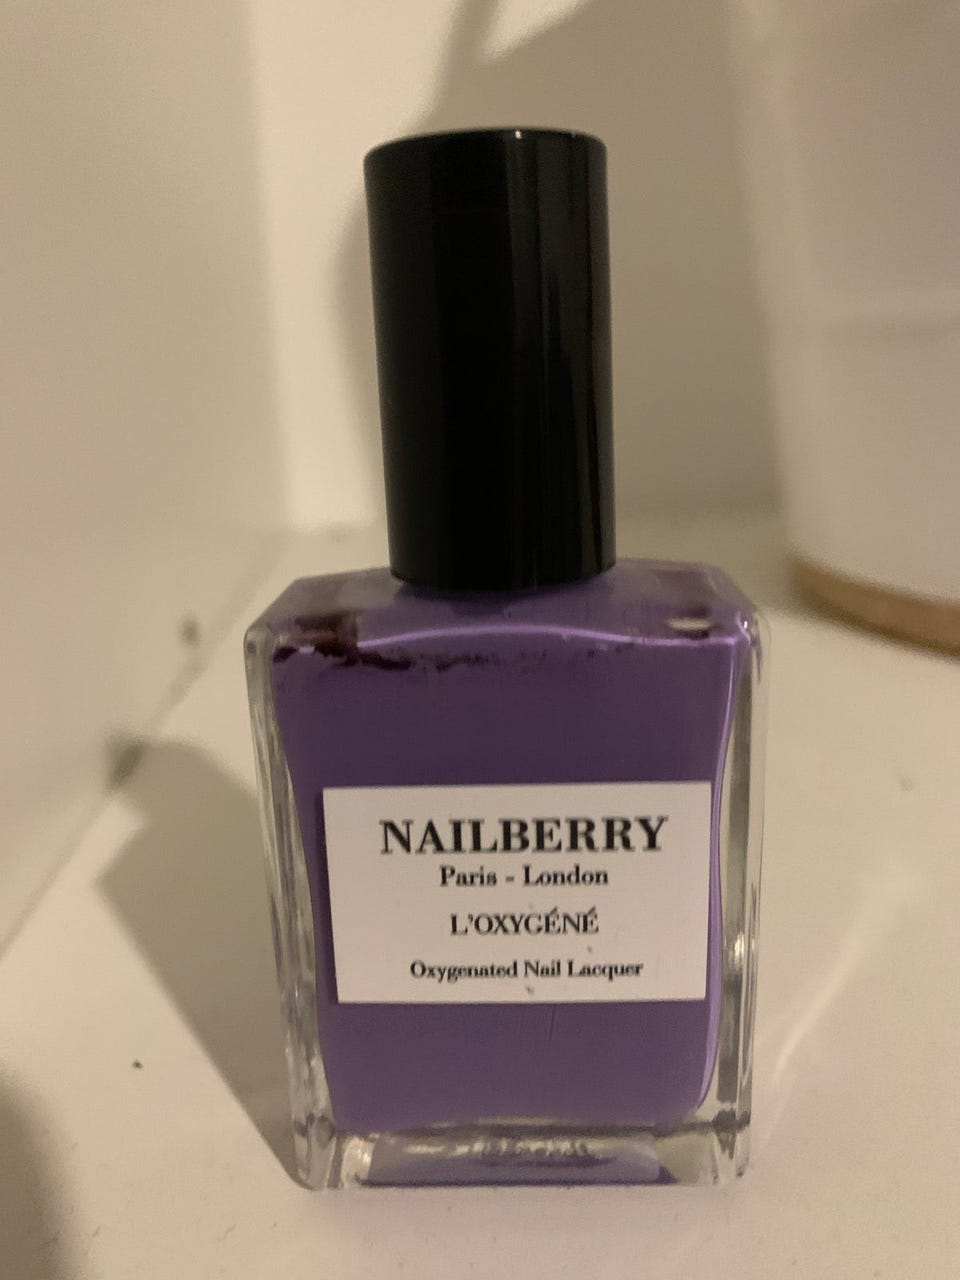 NAILBERRY
Paris - London
L'OXYGÉNÉ
Oxygenated Nail Lacquer